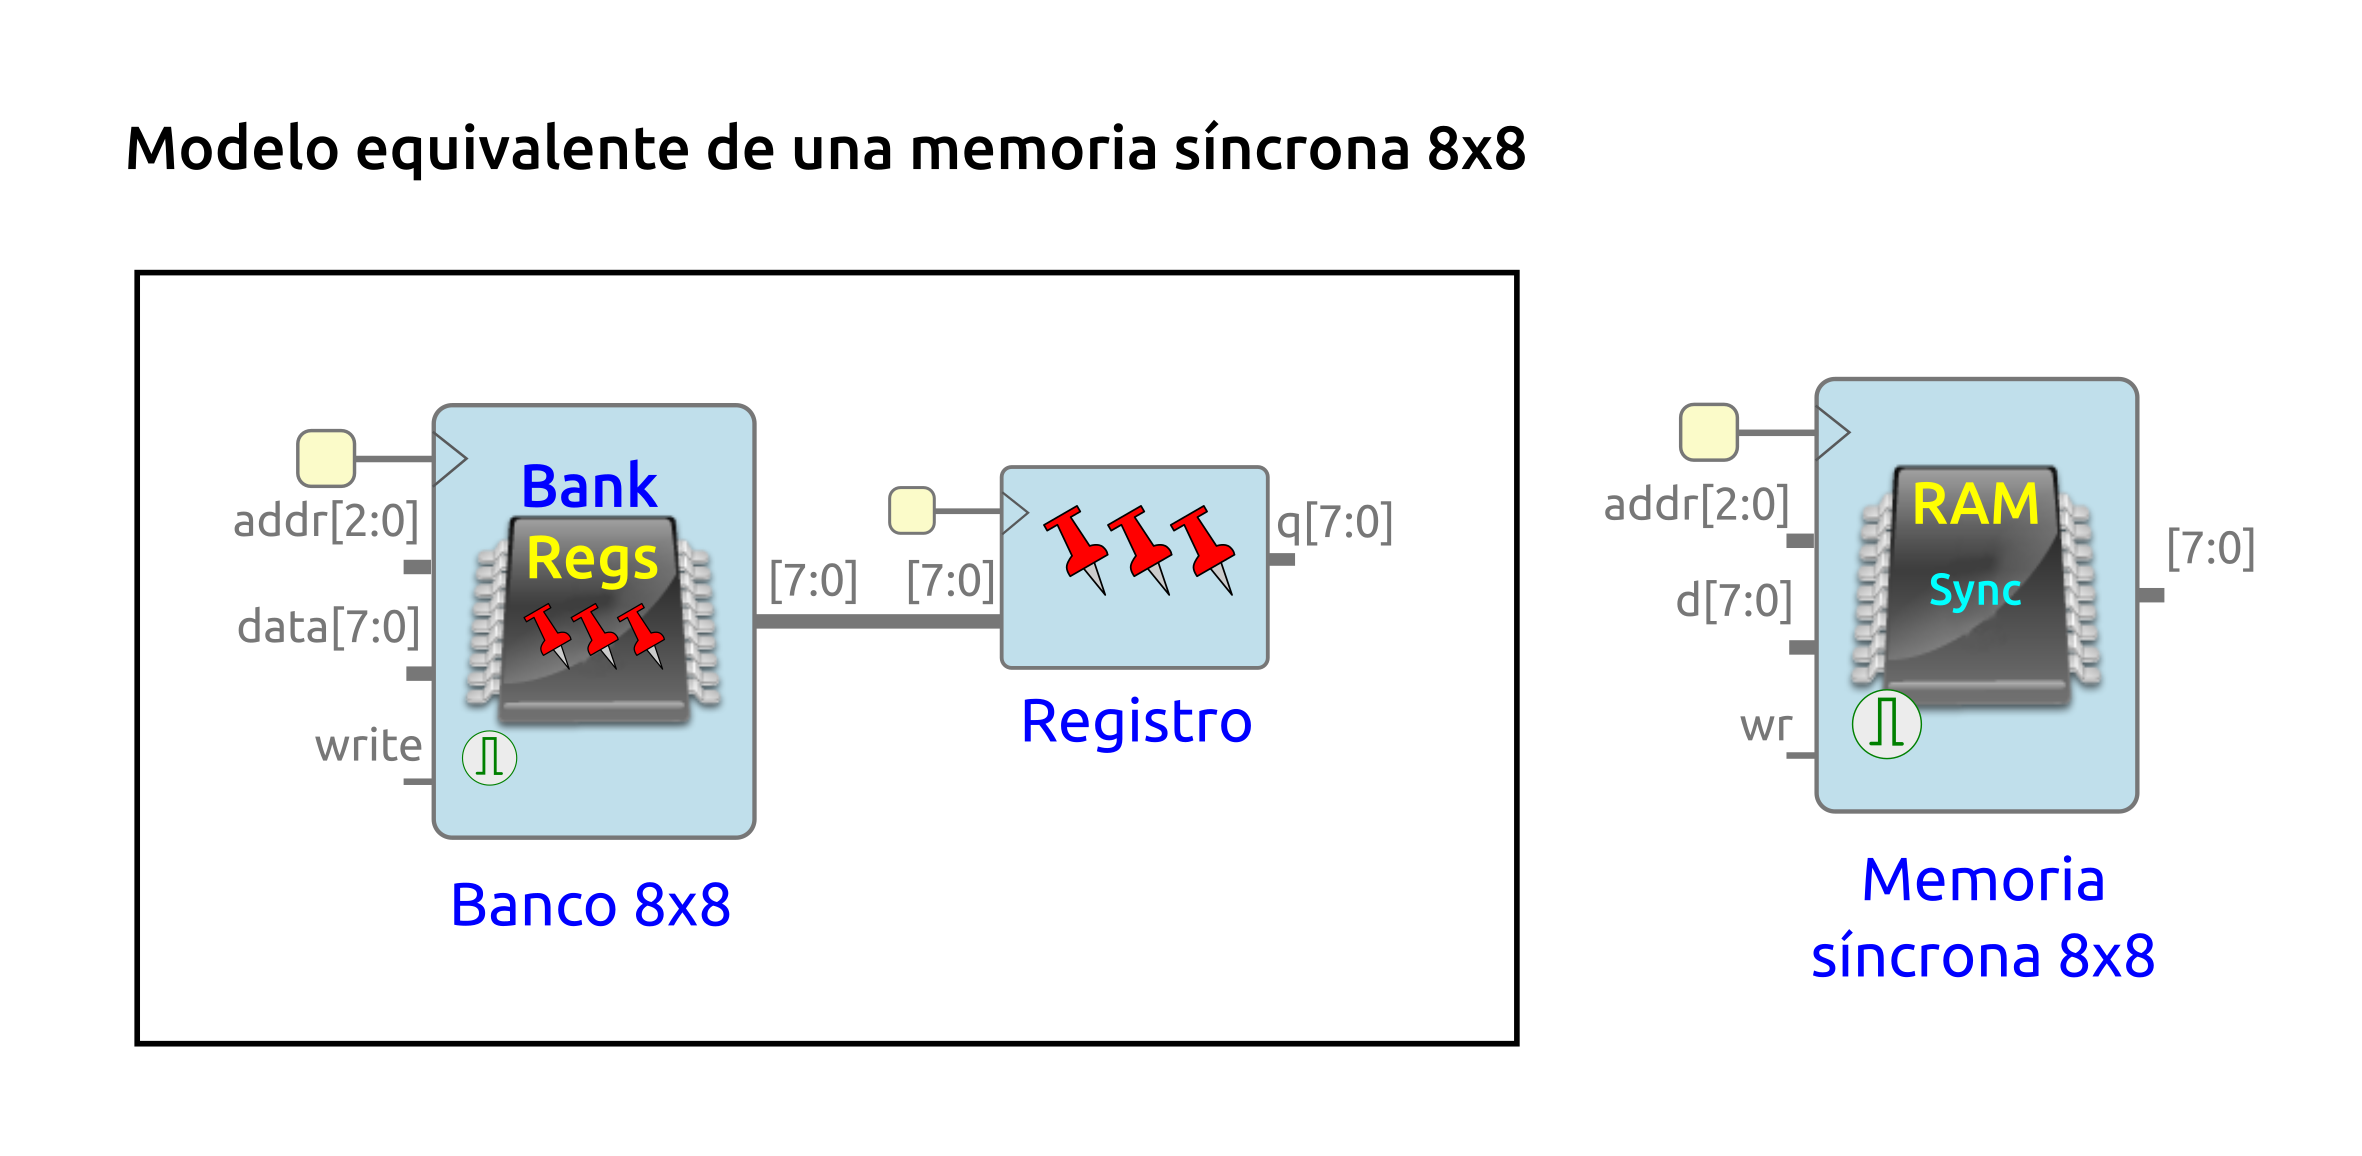 Modelo equivalente de una memoria síncrona 8x8
addr[2:0]
data[7:0]
write
Bank
Regs
[7:0]
[7:0]
q[7:0]
Registro
Banco 8x8
addr[2:0]
d[7:0]
wr
RAM
Sync
[7:0]
Memoria
síncrona 8x8